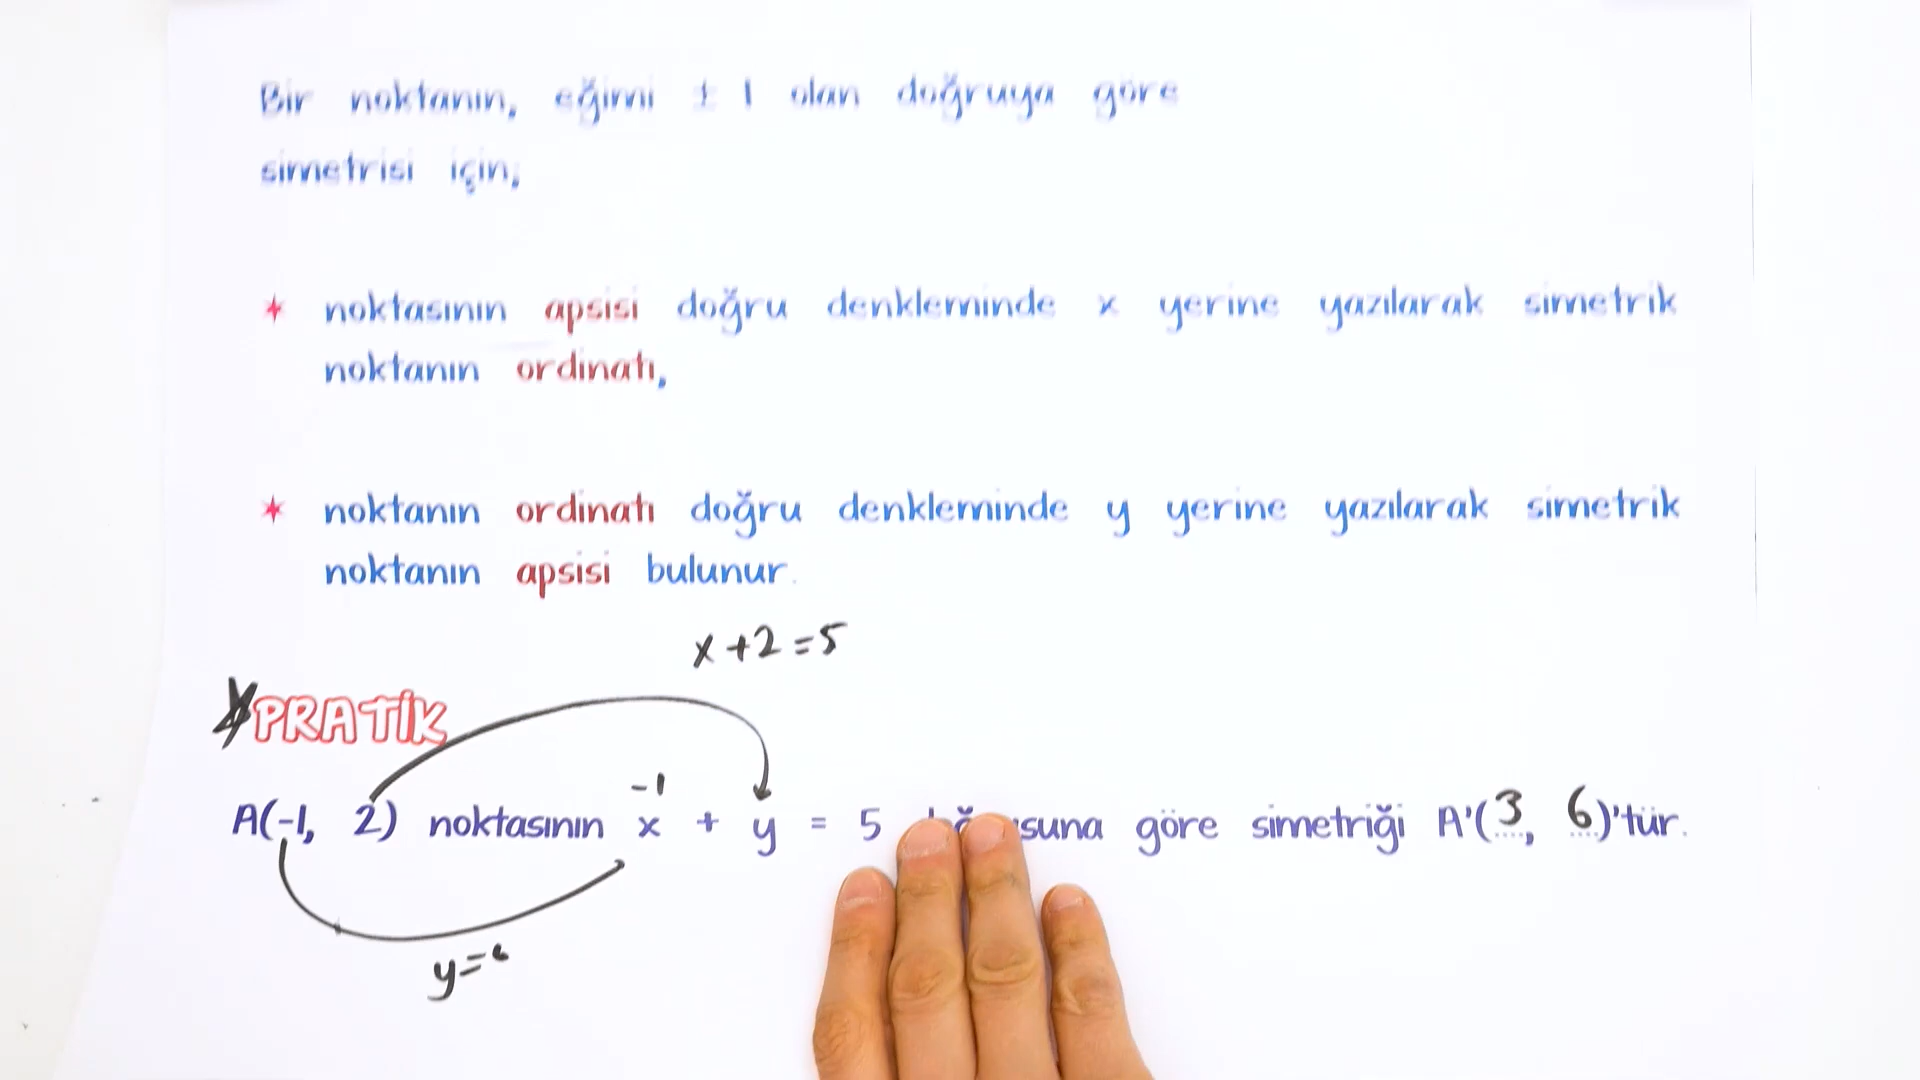 Bir noktanın, eğimi ± 1 olan doğruya göre
simetrisi için,
* noktasının apsisi doğru denkleminde x yerine yazılarak simetrik
noktanın ordinatı,
* noktanın ordinatı doğru denkleminde y yerine yazılarak simetrik
noktanın apsisi bulunur.
x+2=5
*PRATİK
-1
A(-1, 2) noktasının x + y = 5 göre simetriği A'(3, 6)'tür.
y=6